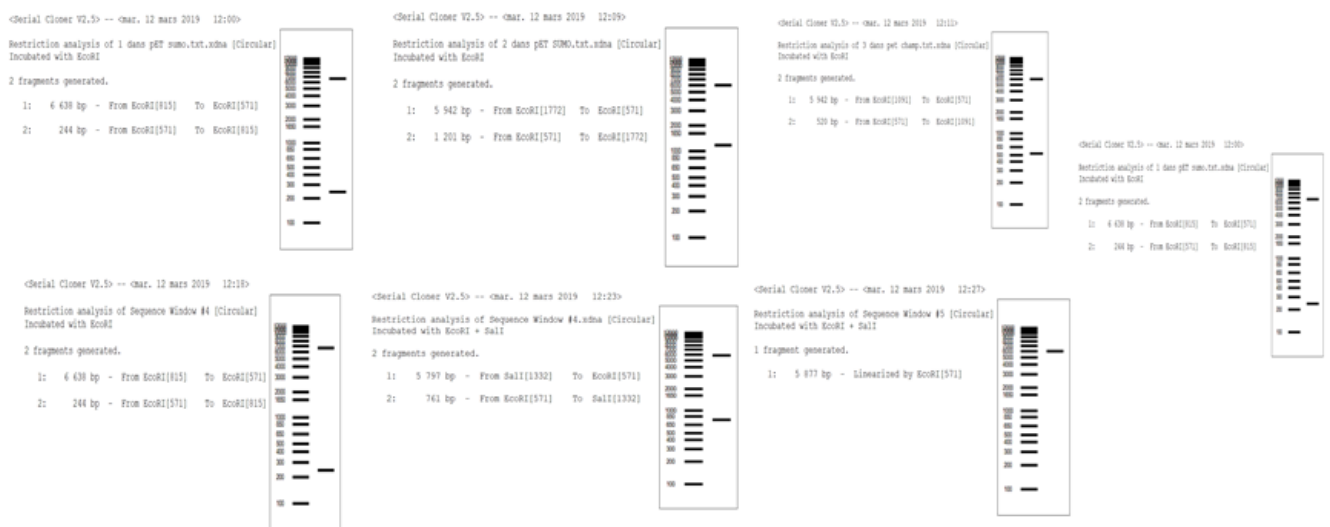 <Serial Cloner V2.5> -- <mar. 12 mars 2019   12:00>
Restriction analysis of 1 dans pET sumo.txt.xdna [Circular]
Incubated with EcoRI
2 fragments generated.
1:   6 638 bp  -  From EcoRI[815]   To EcoRI[571]
2:   244 bp  -  From EcoRI[571]   To EcoRI[815]
<Serial Cloner V2.5> -- <mar. 12 mars 2019   12:09>
Restriction analysis of 2 dans pET SUMO.txt.xdna [Circular]
Incubated with EcoRI
2 fragments generated.
1:   5 942 bp  -  From EcoRI[1772]   To EcoRI[571]
2:   1 201 bp  -  From EcoRI[571]   To EcoRI[1772]
<Serial Cloner V2.5> -- <mar. 12 mars 2019   12:11>
Restriction analysis of 3 dans pet champ.txt.xdna [Circular]
Incubated with EcoRI
2 fragments generated.
1:   5 942 bp  -  From EcoRI[1091]   To EcoRI[571]
2:   520 bp  -  From EcoRI[571]   To EcoRI[1091]
<Serial Cloner V2.5> -- <mar. 12 mars 2019   12:00>
Restriction analysis of 1 dans pET sumo.txt.xdna [Circular]
Incubated with EcoRI
2 fragments generated.
1:   6 638 bp  -  From EcoRI[815]   To EcoRI[571]
2:   244 bp  -  From EcoRI[571]   To EcoRI[815]
<Serial Cloner V2.5> -- <mar. 12 mars 2019   12:18>
Restriction analysis of Sequence Window #4 [Circular]
Incubated with EcoRI
2 fragments generated.
1:   6 638 bp  -  From EcoRI[815]   To EcoRI[571]
2:   244 bp  -  From EcoRI[571]   To EcoRI[815]
<Serial Cloner V2.5> -- <mar. 12 mars 2019   12:23>
Restriction analysis of Sequence Window #4.xdna [Circular]
Incubated with EcoRI + SalI
2 fragments generated.
1:   5 797 bp  -  From SalI[1332]   To EcoRI[571]
2:   761 bp  -  From EcoRI[571]   To SalI[1332]
<Serial Cloner V2.5> -- <mar. 12 mars 2019   12:27>
Restriction analysis of Sequence Window #5 [Circular]
Incubated with EcoRI + SalI
1 fragment generated.
1:   5 877 bp  -  Linearized by EcoRI[571]